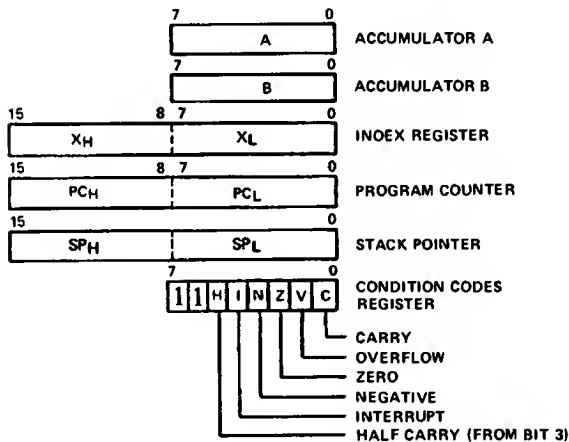 7 0
A ACCUMULATOR A
7 0
B ACCUMULATOR B
15 8 7 0
XH XL INOEX REGISTER
15 8 7 0
PCH PCL PROGRAM COUNTER
15 0
SPH SPL STACK POINTER
7 0
1 1 H I N Z V C CONDITION CODES
REGISTER
CARRY
OVERFLOW
ZERO
NEGATIVE
INTERRUPT
HALF CARRY (FROM BIT 3)